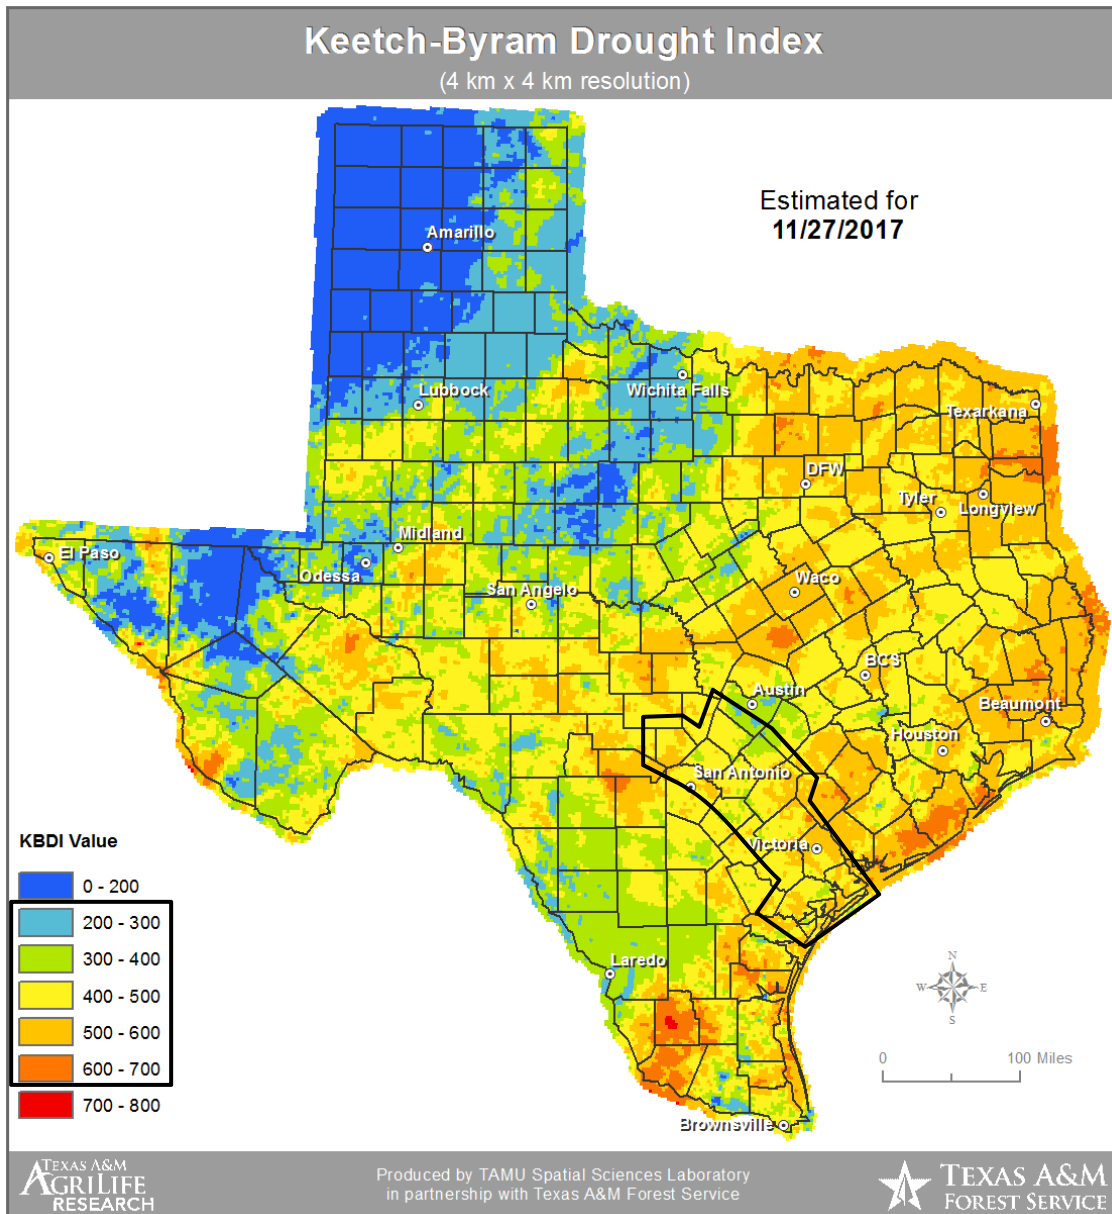 Keetch-Byram Drought Index
(4 km x 4 km resolution)
Estimated for
11/27/2017
Amarillo
Lubbock
Wichita Falls
Texarkana
DFW
Tyler
Longview
El Paso
Midland
Odessa
San Angelo
Waco
BCS
Austin
Beaumont
Houston
San Antonio
Victoria
Laredo
Brownsville
KBDI Value
0 - 200
200 - 300
300 - 400
400 - 500
500 - 600
600 - 700
700 - 800
N
W E
S
0 100 Miles
TEXAS A&M
AGRILIFE
RESEARCH
Produced by TAMU Spatial Sciences Laboratory
in partnership with Texas A&M Forest Service
TEXAS A&M
FOREST SERVICE